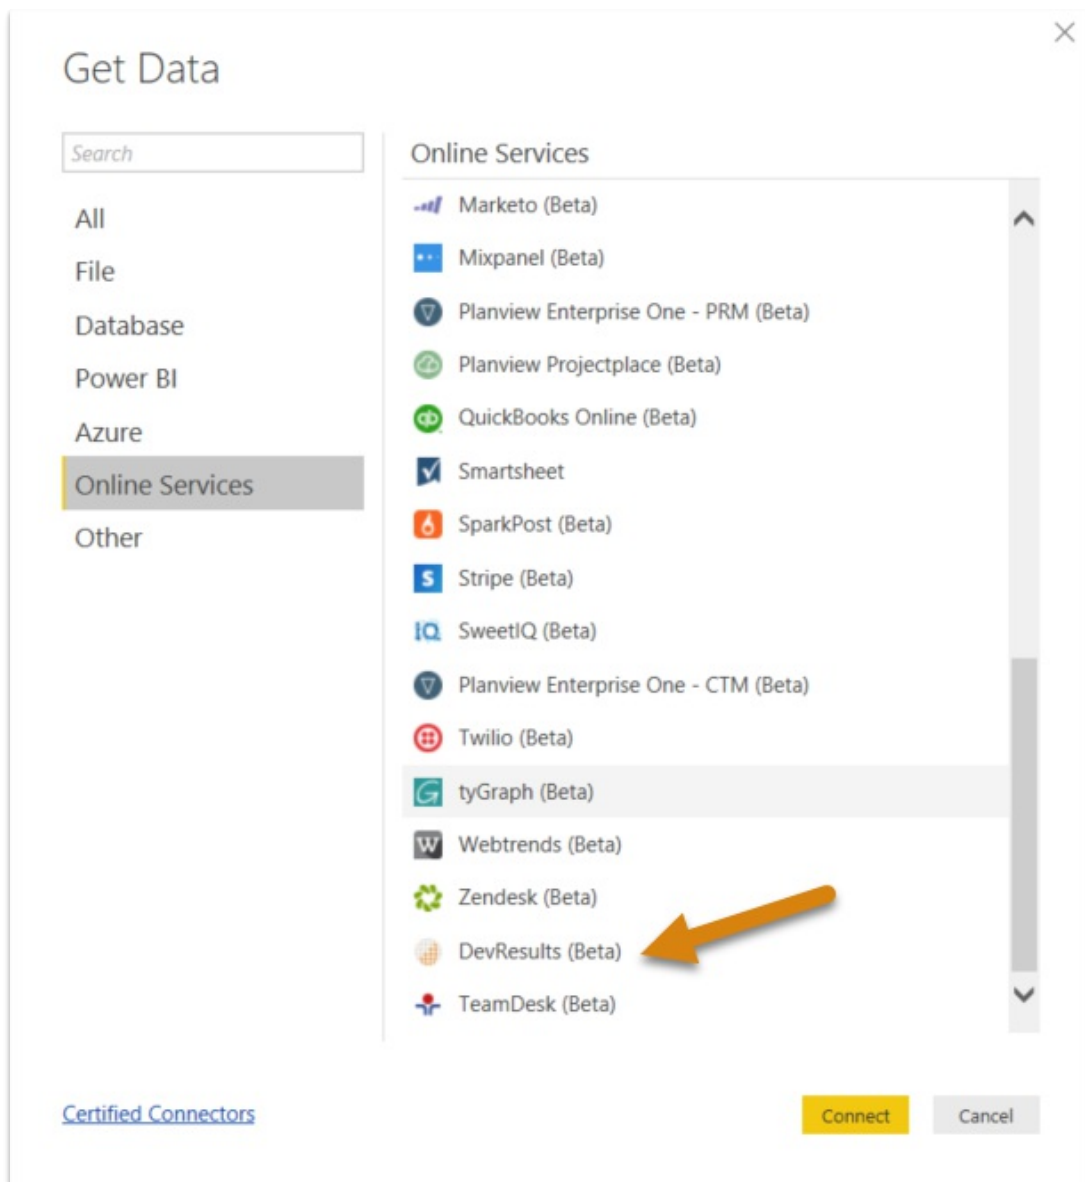 Get Data
Search
All
File
Database
Power BI
Azure
Online Services
Other
Online Services
Marketo (Beta)
Mixpanel (Beta)
Planview Enterprise One - PRM (Beta)
Planview Projectplace (Beta)
QuickBooks Online (Beta)
Smartsheet
SparkPost (Beta)
Stripe (Beta)
SweetIQ (Beta)
Planview Enterprise One - CTM (Beta)
Twilio (Beta)
tyGraph (Beta)
Webtrends (Beta)
Zendesk (Beta)
DevResults (Beta)
TeamDesk (Beta)
Certified Connectors
Connect
Cancel